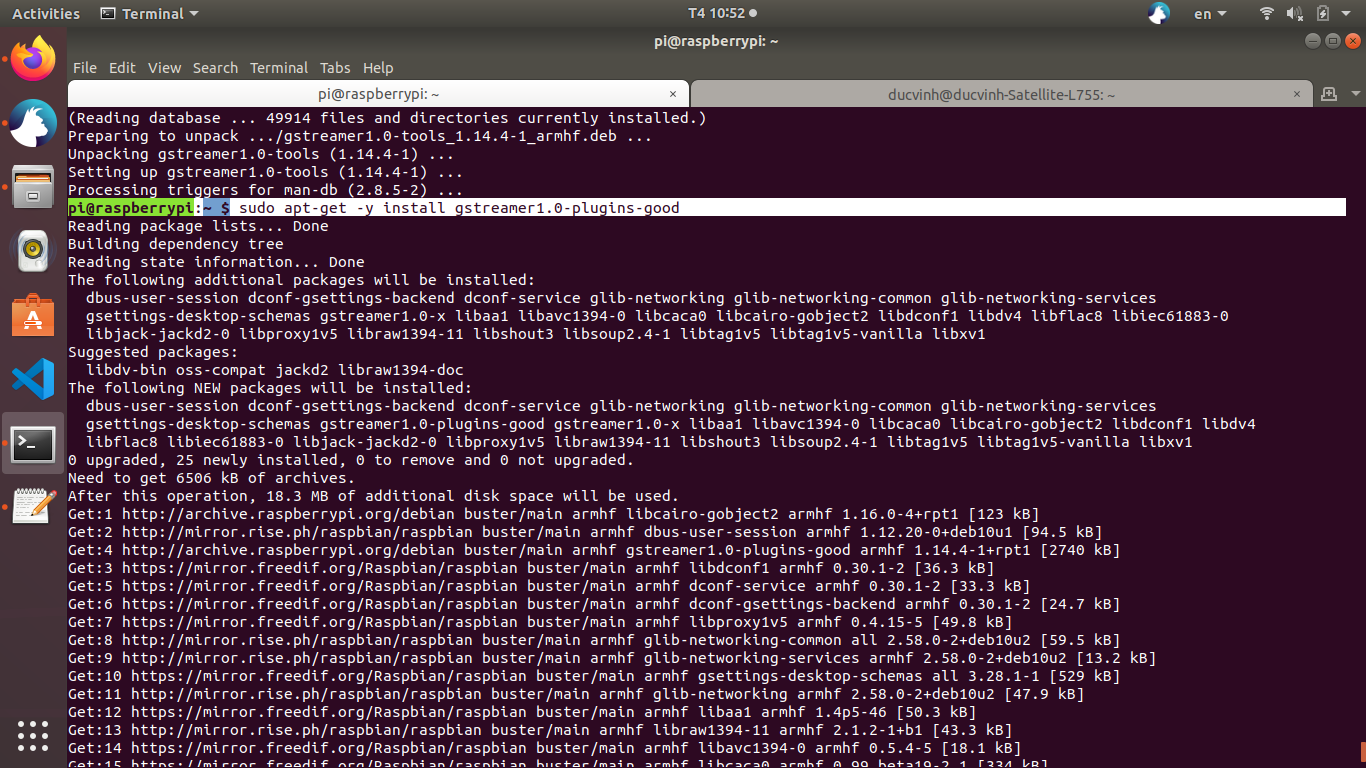 Activities
Terminal
T4 10:52
en
pi@raspberrypi: ~
File Edit View Search Terminal Tabs Help
pi@raspberrypi: ~ ×
ducvinh@ducvinh-Satellite-L755: ~ ×
(Reading database ... 49914 files and directories currently installed.)
Preparing to unpack .../gstreamer1.0-tools_1.14.4-1_armhf.deb ...
Unpacking gstreamer1.0-tools (1.14.4-1) ...
Setting up gstreamer1.0-tools (1.14.4-1) ...
Processing triggers for man-db (2.8.5-2) ...
pi@raspberrypi:~ $ sudo apt-get -y install gstreamer1.0-plugins-good
Reading package lists... Done
Building dependency tree
Reading state information... Done
The following additional packages will be installed:
  dbus-user-session dconf-gsettings-backend dconf-service glib-networking glib-networking-common glib-networking-services
  gsettings-desktop-schemas gstreamer1.0-x libaa1 libavc1394-0 libcaca0 libcairo-gobject2 libdconf1 libdv4 libflac8 libiec61883-0
  libjack-jackd2-0 libproxy1v5 libraw1394-11 libshout3 libsoup2.4-1 libtag1v5 libtag1v5-vanilla libxv1
Suggested packages:
  libdv-bin oss-compat jackd2 libraw1394-doc
The following NEW packages will be installed:
  dbus-user-session dconf-gsettings-backend dconf-service glib-networking glib-networking-common glib-networking-services
  gsettings-desktop-schemas gstreamer1.0-plugins-good gstreamer1.0-x libaa1 libavc1394-0 libcaca0 libcairo-gobject2 libdconf1 libdv4
  libflac8 libiec61883-0 libjack-jackd2-0 libproxy1v5 libraw1394-11 libshout3 libsoup2.4-1 libtag1v5 libtag1v5-vanilla libxv1
0 upgraded, 25 newly installed, 0 to remove and 0 not upgraded.
Need to get 6506 kB of archives.
After this operation, 18.3 MB of additional disk space will be used.
Get:1 http://archive.raspberrypi.org/debian buster/main armhf libcairo-gobject2 armhf 1.16.0-4+rpt1 [123 kB]
Get:2 http://mirror.rise.ph/raspbian/raspbian buster/main armhf dbus-user-session armhf 1.12.20-0+deb10u1 [94.5 kB]
Get:4 http://archive.raspberrypi.org/debian buster/main armhf gstreamer1.0-plugins-good armhf 1.14.4-1+rpt1 [2740 kB]
Get:3 https://mirror.freedif.org/Raspbian/raspbian buster/main armhf libdconf1 armhf 0.30.1-2 [36.3 kB]
Get:5 https://mirror.freedif.org/Raspbian/raspbian buster/main armhf dconf-service armhf 0.30.1-2 [33.3 kB]
Get:6 https://mirror.freedif.org/Raspbian/raspbian buster/main armhf dconf-gsettings-backend armhf 0.30.1-2 [24.7 kB]
Get:7 https://mirror.freedif.org/Raspbian/raspbian buster/main armhf libproxy1v5 armhf 0.4.15-5 [49.8 kB]
Get:8 http://mirror.rise.ph/raspbian/raspbian buster/main armhf glib-networking-common all 2.58.0-2+deb10u2 [59.5 kB]
Get:9 http://mirror.rise.ph/raspbian/raspbian buster/main armhf glib-networking-services armhf 2.58.0-2+deb10u2 [13.2 kB]
Get:10 https://mirror.freedif.org/Raspbian/raspbian buster/main armhf gsettings-desktop-schemas all 3.28.1-1 [529 kB]
Get:11 http://mirror.rise.ph/raspbian/raspbian buster/main armhf glib-networking armhf 2.58.0-2+deb10u2 [47.9 kB]
Get:12 https://mirror.freedif.org/Raspbian/raspbian buster/main armhf libaa1 armhf 1.4p5-46 [50.3 kB]
Get:13 http://mirror.rise.ph/raspbian/raspbian buster/main armhf libraw1394-11 armhf 2.1.2-1+b1 [43.3 kB]
Get:14 https://mirror.freedif.org/Raspbian/raspbian buster/main armhf libavc1394-0 armhf 0.5.4-5 [18.1 kB]
Get:15 https://mirror.freedif.org/Raspbian/raspbian buster/main armhf libcaca0 armhf 0.99.beta19-2.1 [334 kB]